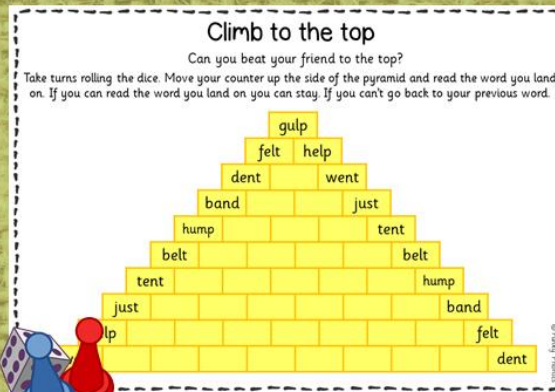 Climb to the top
Can you beat your friend to the top?
Take turns rolling the dice. Move your counter up the side of the pyramid and read the word you land
on. If you can read the word you land on you can stay. If you can't go back to your previous word.
gulp
felt help
dent went
band just
hump tent
belt belt
tent hump
just band
lp felt
dent